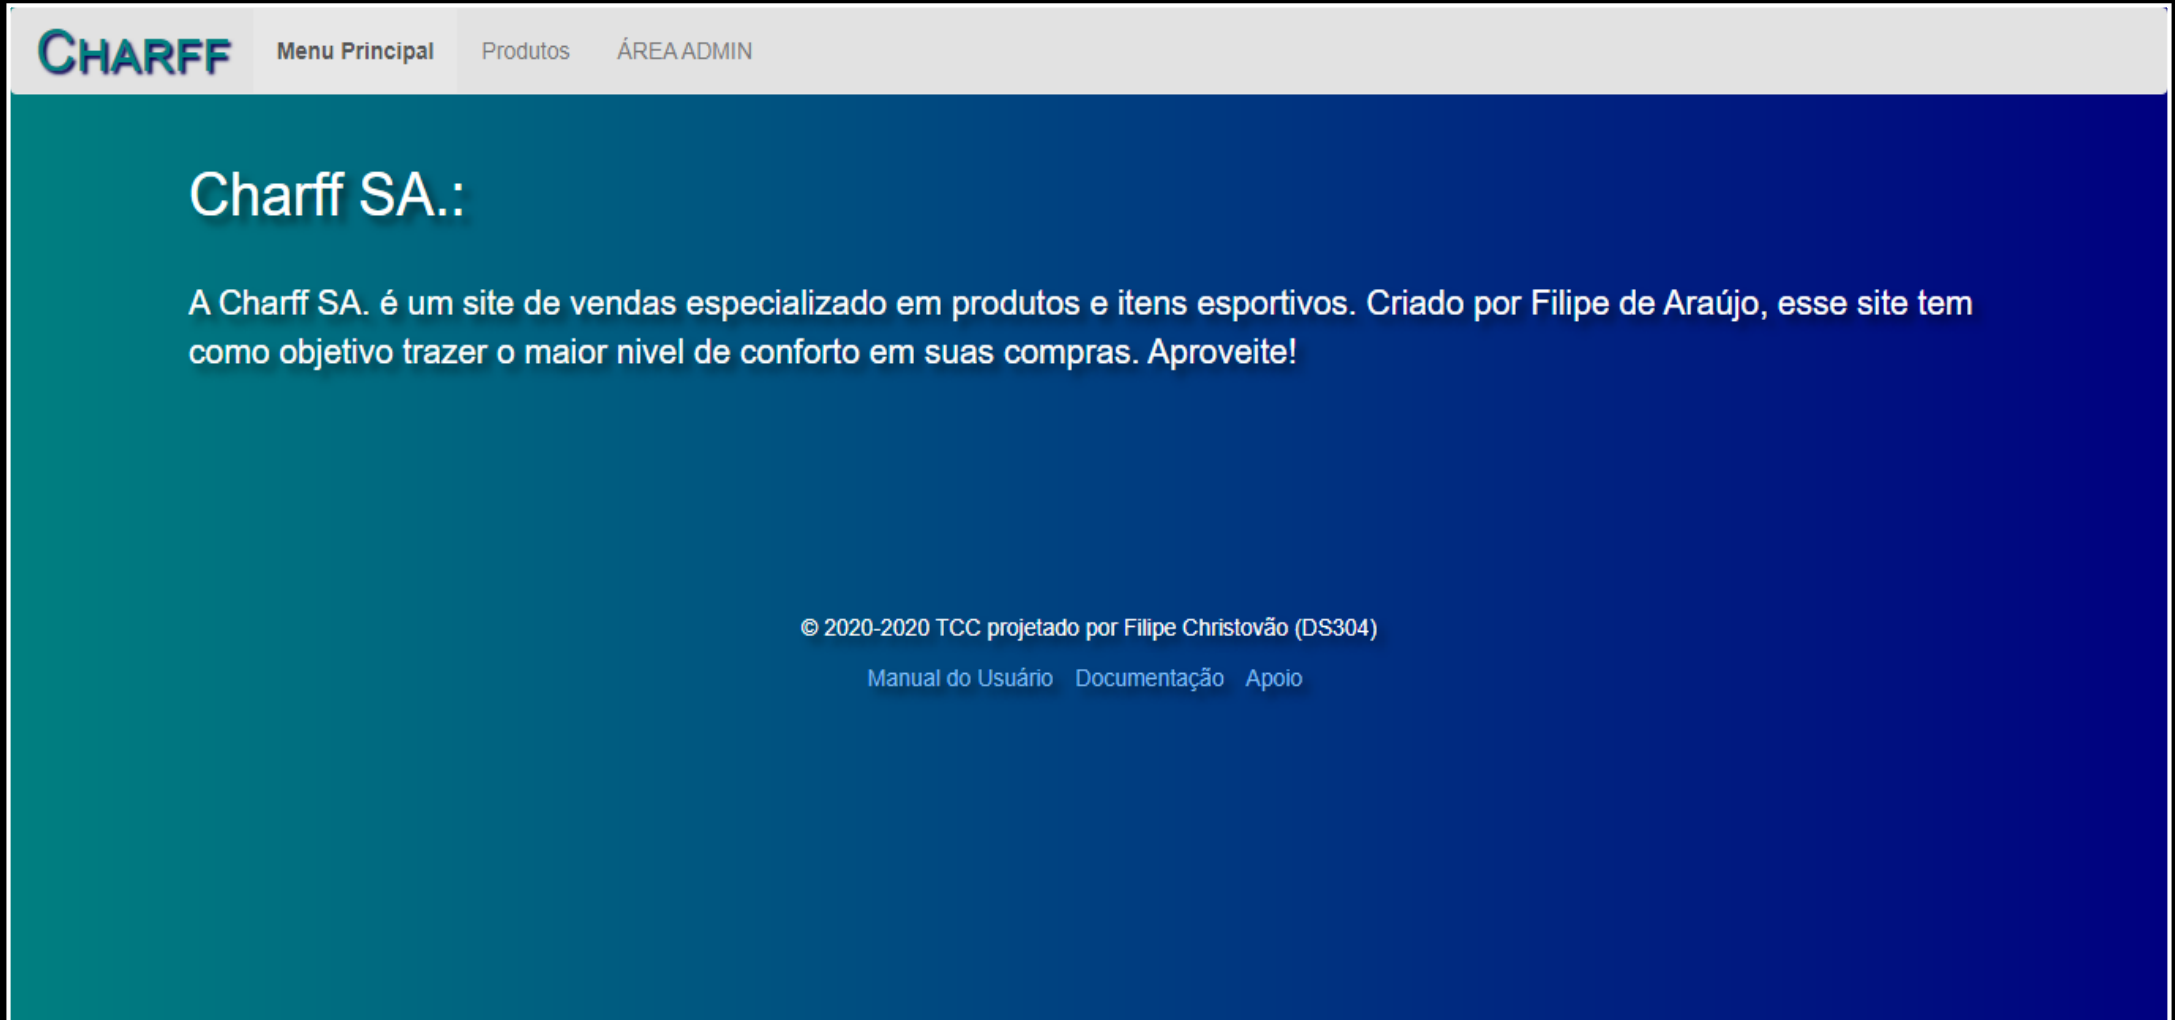 CHARFF Menu Principal Produtos ÁREA ADMIN
Charff SA.:
A Charff SA. é um site de vendas especializado em produtos e itens esportivos. Criado por Filipe de Araújo, esse site tem
como objetivo trazer o maior nivel de conforto em suas compras. Aproveite!
© 2020-2020 TCC projetado por Filipe Christovão (DS304)
Manual do Usuário Documentação Apoio